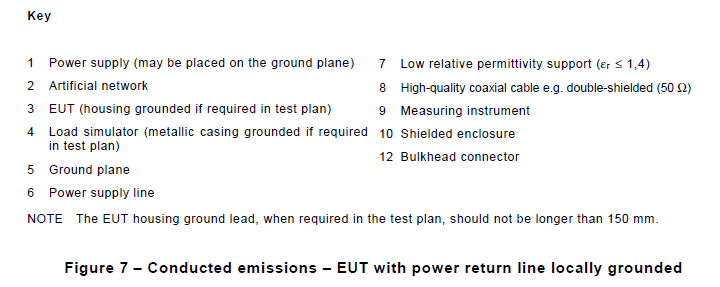 Key
1 Power supply (may be placed on the ground plane)
2 Artificial network
3 EUT (housing grounded if required in test plan)
4 Load simulator (metallic casing grounded if required
in test plan)
5 Ground plane
6 Power supply line
7 Low relative permittivity support (εr ≤ 1,4)
8 High-quality coaxial cable e.g. double-shielded (50 Ω)
9 Measuring instrument
10 Shielded enclosure
12 Bulkhead connector
NOTE The EUT housing ground lead, when required in the test plan, should not be longer than 150 mm.
Figure 7 – Conducted emissions – EUT with power return line locally grounded